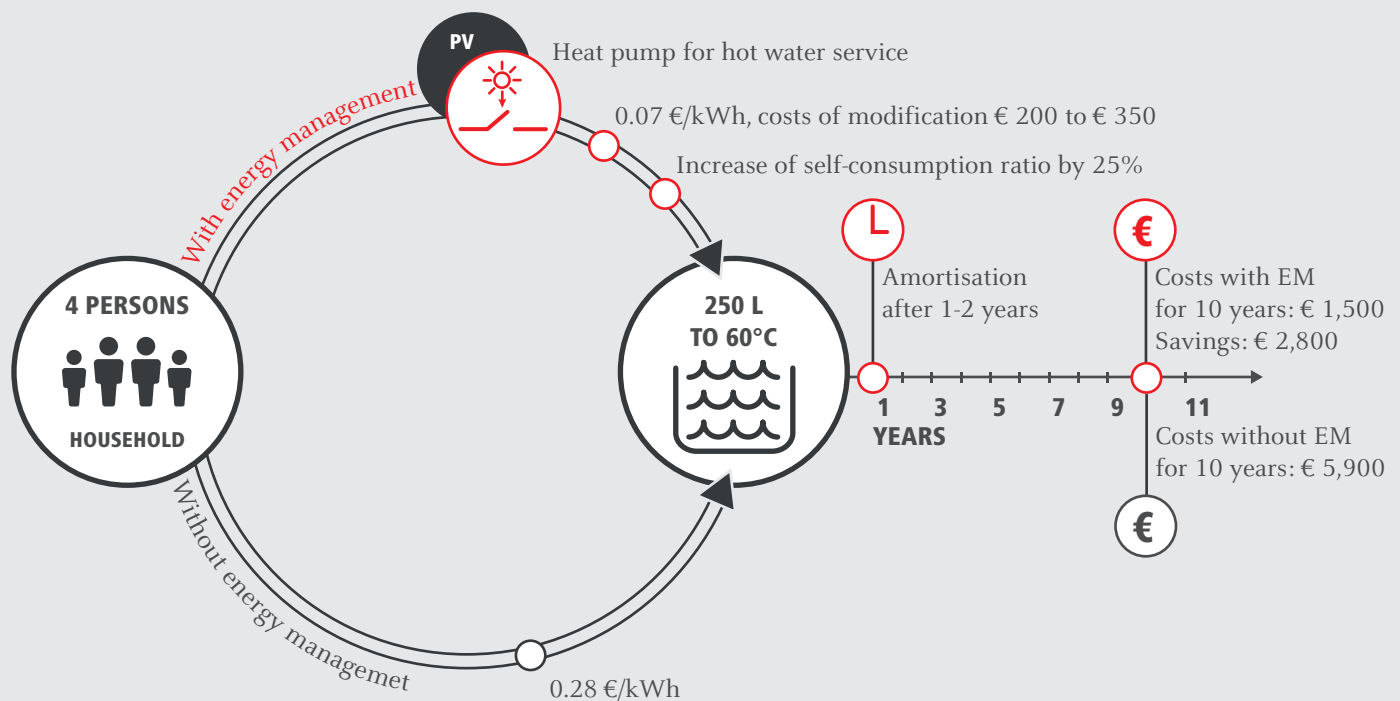 PV
Heat pump for hot water service
With energy management
0.07 €/kWh, costs of modification € 200 to € 350
Increase of self-consumption ratio by 25%
4 PERSONS
HOUSEHOLD
250 L
TO 60°C
Amortisation
after 1-2 years
€
Costs with EM
for 10 years: € 1,500
Savings: € 2,800
1 3 5 7 9 11
YEARS
Costs without EM
for 10 years: € 5,900
€
Without energy managemet
0.28 €/kWh